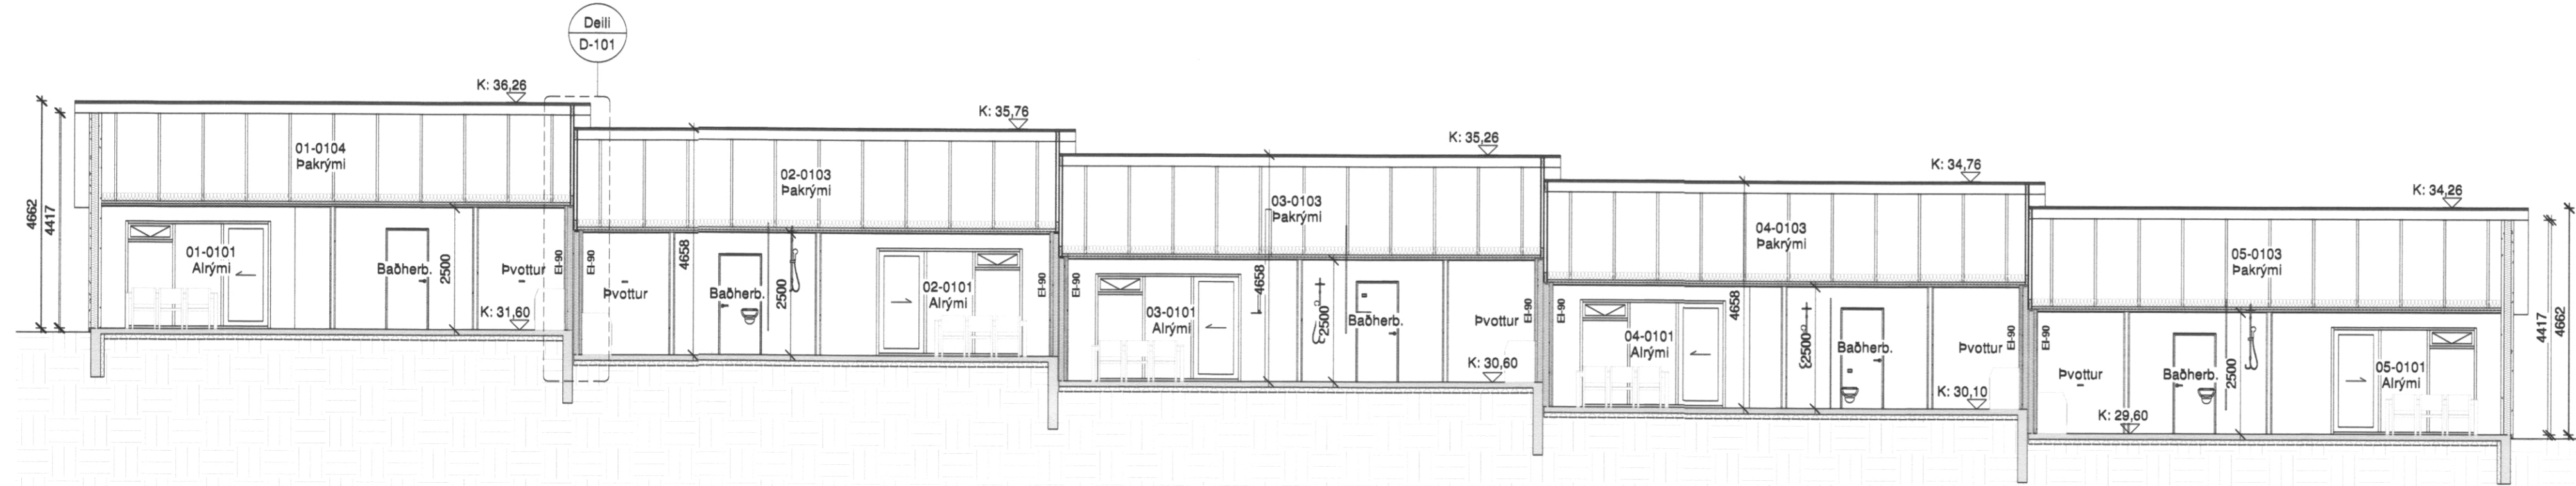 Deili
D-101
K: 36,26
K: 35,76
K: 35,26
K: 34,76
K: 34,26
4662
4417
01-0104
Þakrými
01-0101
Alrými
Baðherb.
2500
Þvottur
EI-90
K: 31,60
02-0103
Þakrými
EI-90
Þvottur
4658
Baðherb.
2500
02-0101
Alrými
EI-90
03-0103
Þakrými
EI-90
03-0101
Alrými
4658
2500
Baðherb.
Þvottur
EI-90
K: 30,60
04-0103
Þakrými
EI-90
04-0101
Alrými
4658
2500
Baðherb.
Þvottur
EI-90
K: 30,10
05-0103
Þakrými
EI-90
Þvottur
K: 29,60
Baðherb.
2500
05-0101
Alrými
4417
4662